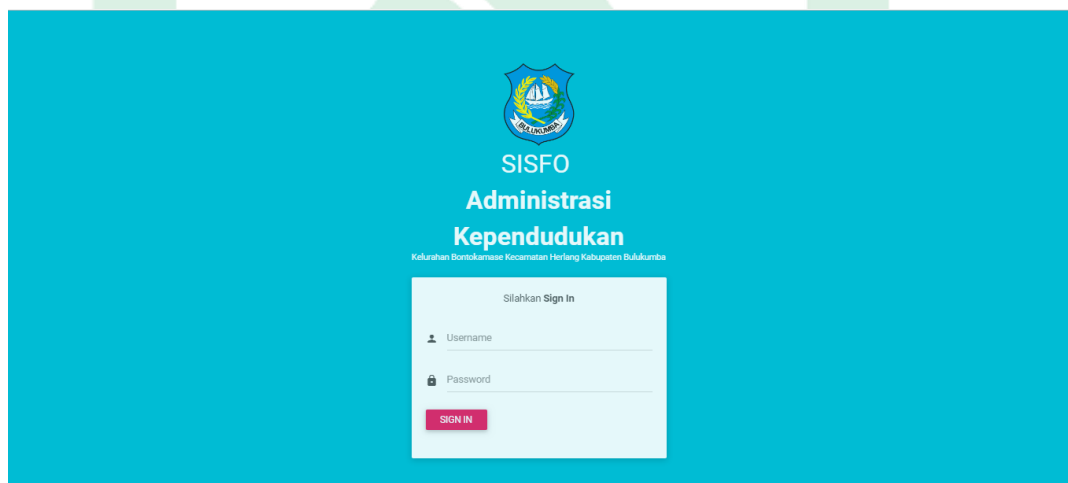 BULUKUMBA
SISFO
Administrasi
Kependudukan
Kelurahan Bontokamase Kecamatan Herlang Kabupaten Bulukumba
Silahkan Sign In
Username
Password
SIGN IN